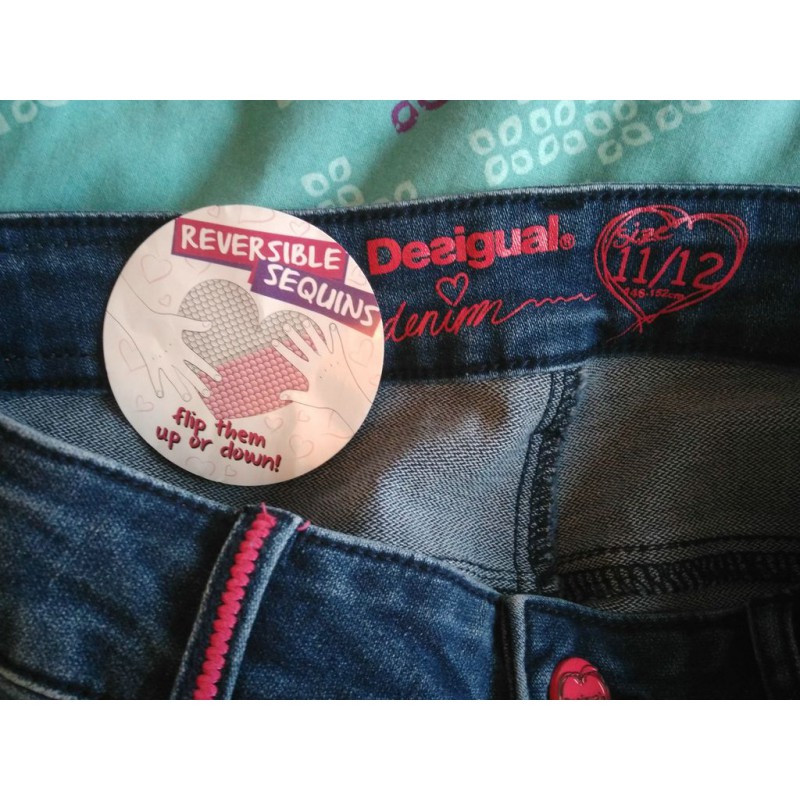 REVERSIBLE
SEQUINS
flip them
up or down!
Desigual®
denim
size
11/12
146-152cm